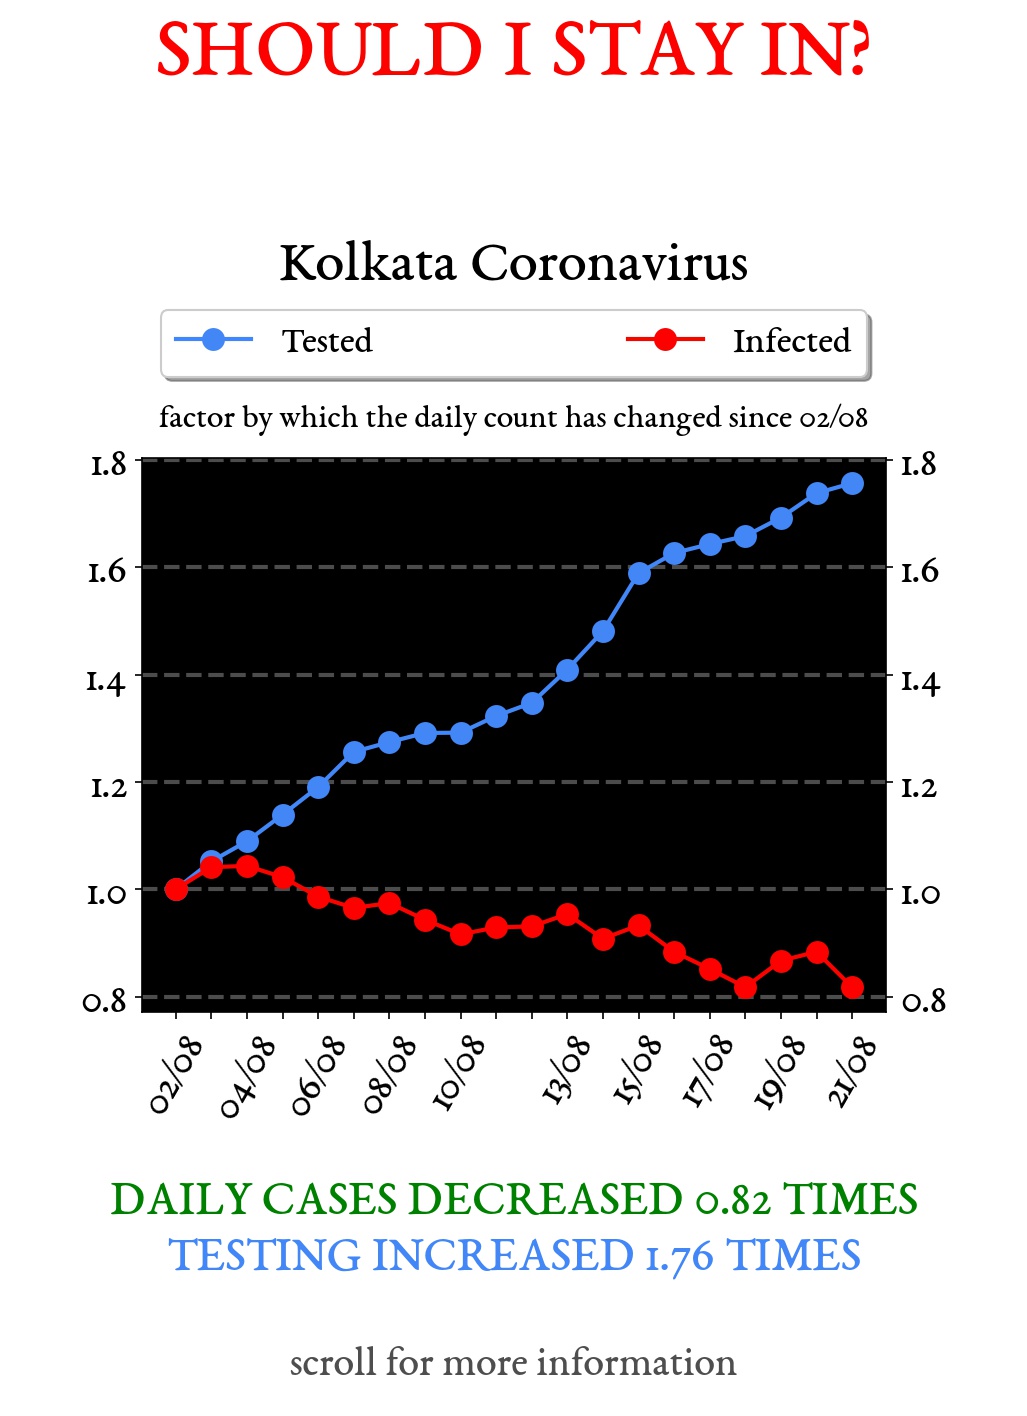 SHOULD I STAY IN?
Kolkata Coronavirus
Tested Infected
factor by which the daily count has changed since 02/08
1.8 1.8
1.6 1.6
1.4 1.4
1.2 1.2
1.0 1.0
0.8 0.8
02/08 04/08 06/08 08/08 10/08 13/08 15/08 17/08 19/08 21/08
DAILY CASES DECREASED 0.82 TIMES
TESTING INCREASED 1.76 TIMES
scroll for more information